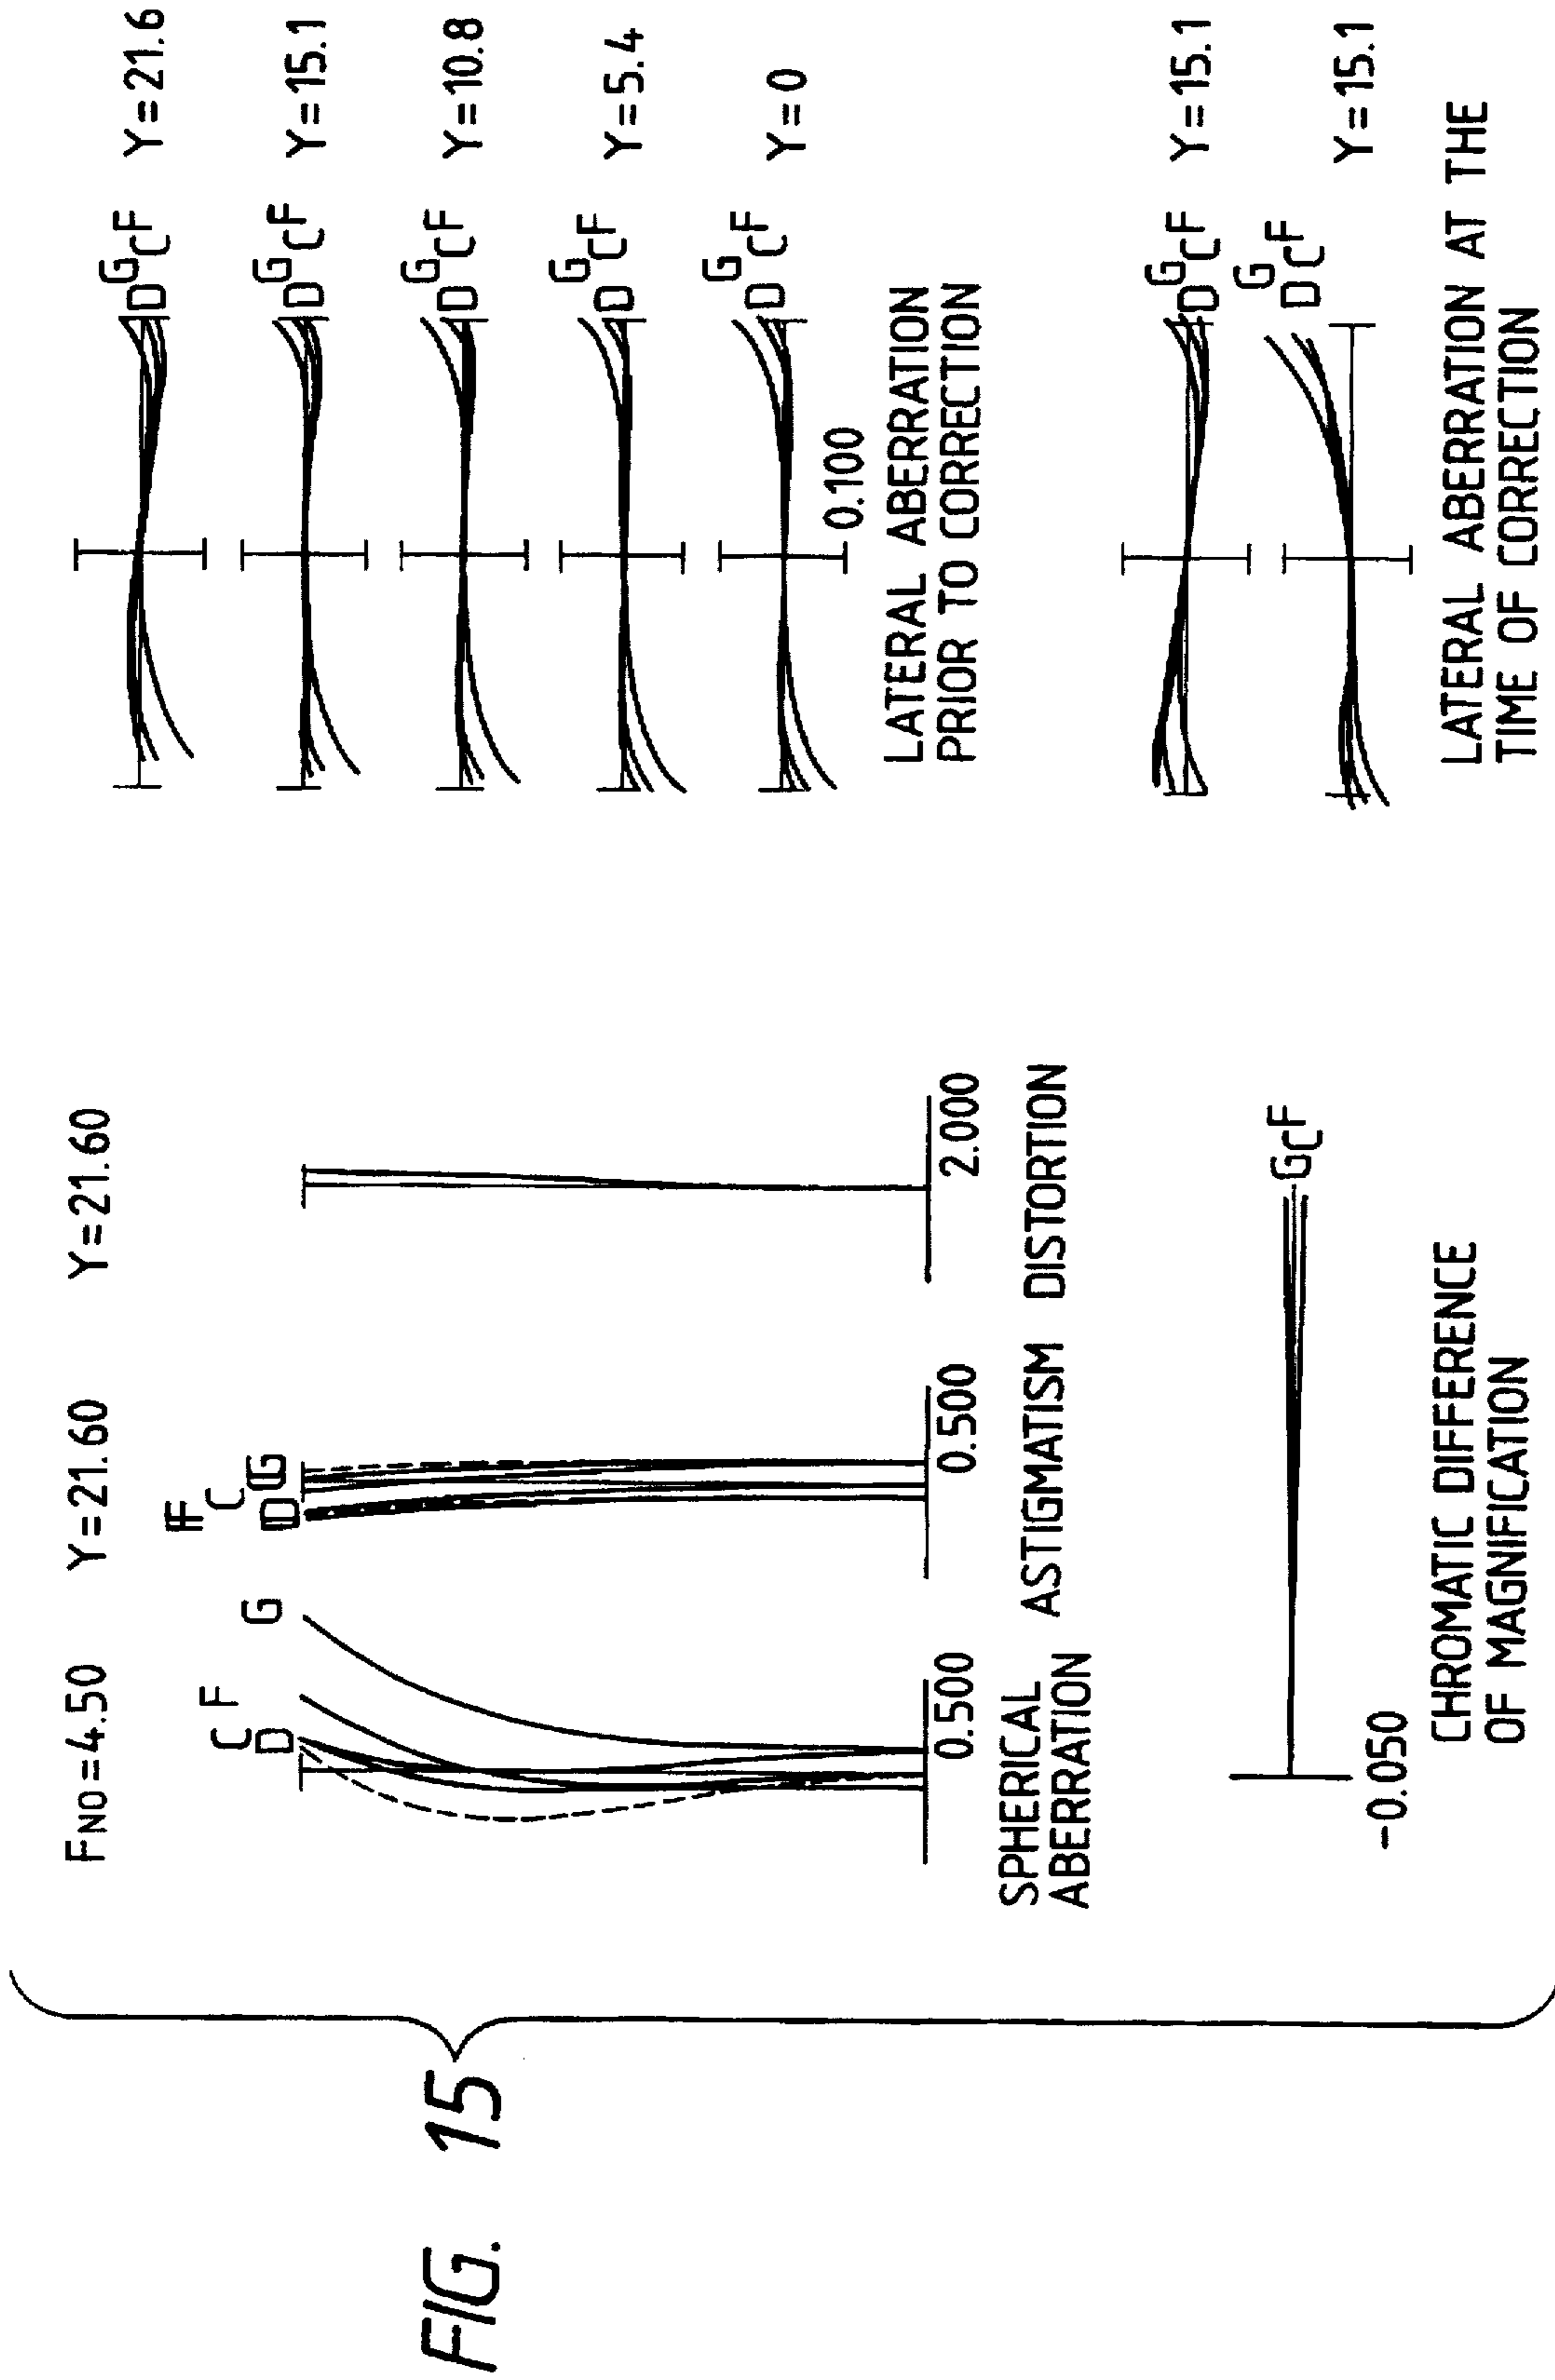 FIG. 15
FNO=4.50
Y=21.60
Y=21.60
C F
D
G
FF
C
D
G
0.500
0.500
2.000
SPHERICAL
ABERRATION
ASTIGMATISM
DISTORTION
-0.050
G C F
CHROMATIC DIFFERENCE
OF MAGNIFICATION
D G C F Y=21.6
D G C F Y=15.1
D G C F Y=10.8
D G C F Y=5.4
D G C F Y=0
0.100
LATERAL ABERRATION
PRIOR TO CORRECTION
D G C F Y=15.1
D G C F Y=15.1
LATERAL ABERRATION AT THE
TIME OF CORRECTION